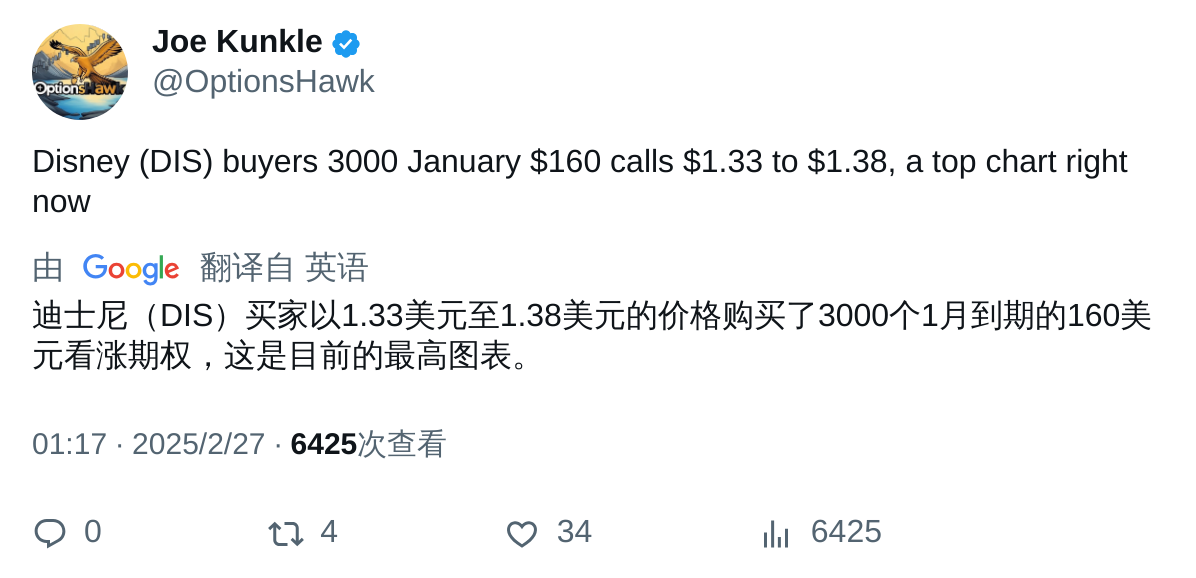 OptionsHawk
Joe Kunkle
@OptionsHawk
Disney (DIS) buyers 3000 January $160 calls $1.33 to $1.38, a top chart right
now
由 Google 翻译自 英语
迪士尼（DIS）买家以1.33美元至1.38美元的价格购买了3000个1月到期的160美
元看涨期权，这是目前的最高图表。
01:17 · 2025/2/27 · 6425次查看
0 4 34 6425